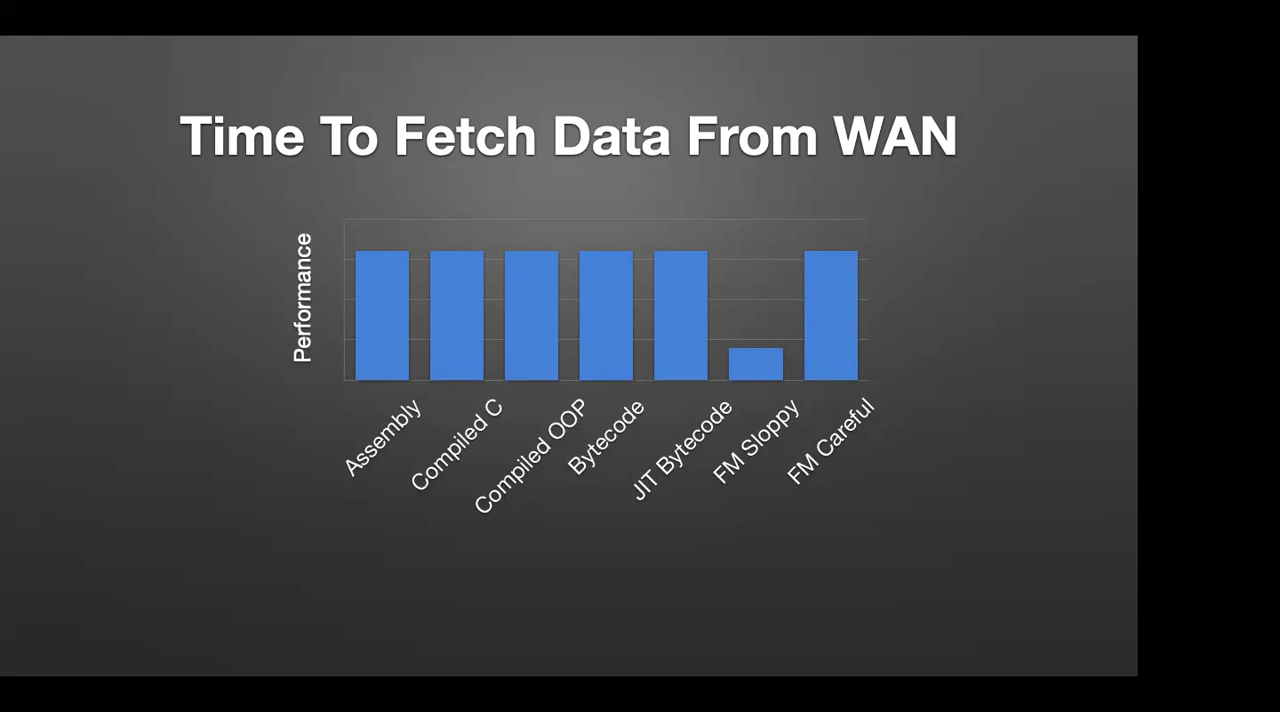 Time To Fetch Data From WAN
Performance
Assembly
Compiled C
Compiled OOP
Bytecode
JIT Bytecode
FM Sloppy
FM Careful